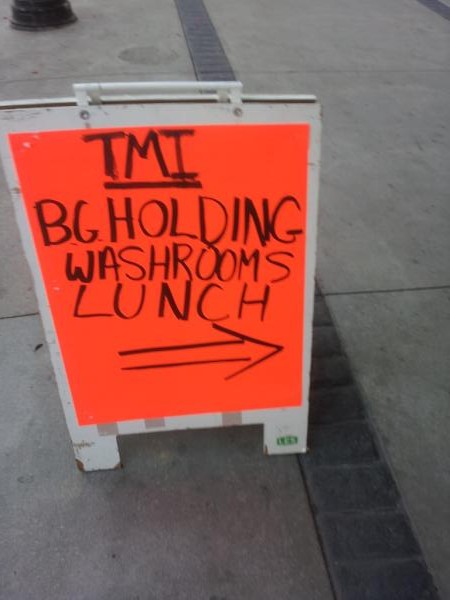 TMI
BG HOLDING
WASHROOMS
LUNCH